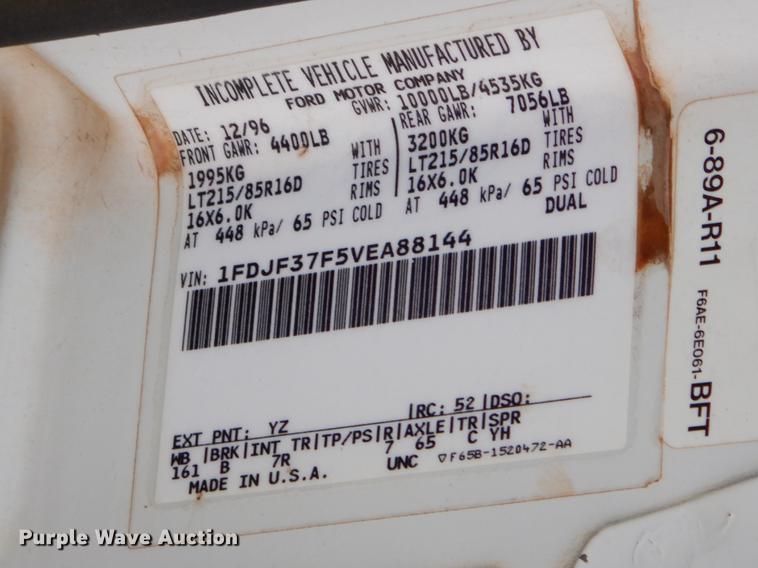 INCOMPLETE VEHICLE MANUFACTURED BY
FORD MOTOR COMPANY
DATE: 12/96 GVWR: 10000LB/4535KG
FRONT GAWR: 4400LB REAR GAWR: 7056LB
1995KG WITH 3200KG WITH
LT215/85R16D TIRES LT215/85R16D TIRES
16X6.0K RIMS 16X6.0K RIMS
AT 448 kPa/ 65 PSI COLD AT 448 kPa/ 65 PSI COLD
DUAL
VIN: 1FDJF37F5VEA88144
EXT PNT: YZ |RC: 52 |DSO:
WB |BRK|INT TR|TP/PS|R|AXLE|TR|SPR
161 B 7R 7 65 C YH
MADE IN U.S.A. UNC ▽F65B-1520472-AA
6-89A-R11
F6AE-6E061-BFT
Purple Wave Auction